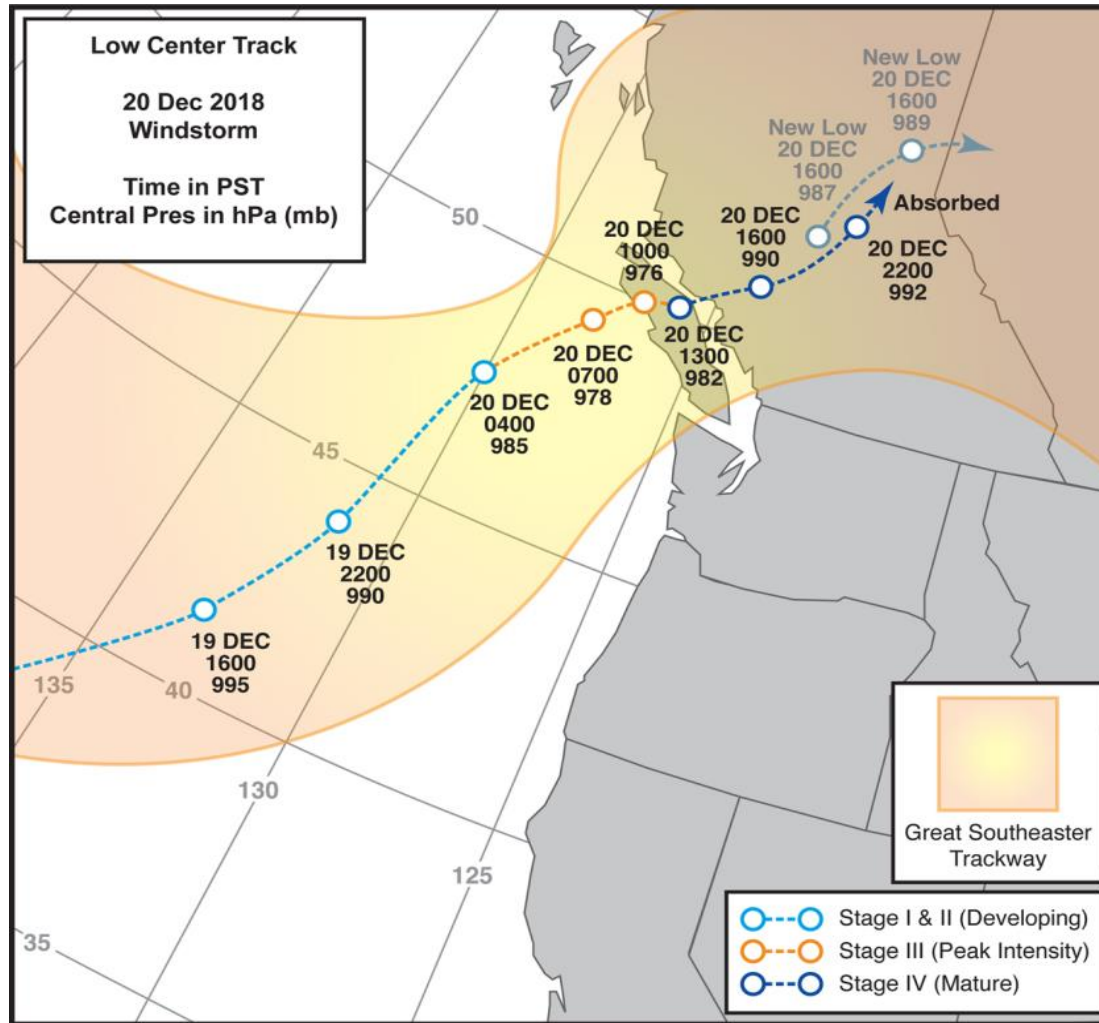 Low Center Track
20 Dec 2018
Windstorm
Time in PST
Central Pres in hPa (mb)
New Low
20 DEC
1600
989
New Low
20 DEC
1600
987
Absorbed
50
20 DEC
1000
976
20 DEC
1600
990
20 DEC
2200
992
20 DEC
1300
982
20 DEC
0700
978
20 DEC
0400
985
45
19 DEC
2200
990
19 DEC
1600
995
135
40
130
125
35
Great Southeaster
Trackway
Stage I & II (Developing)
Stage III (Peak Intensity)
Stage IV (Mature)